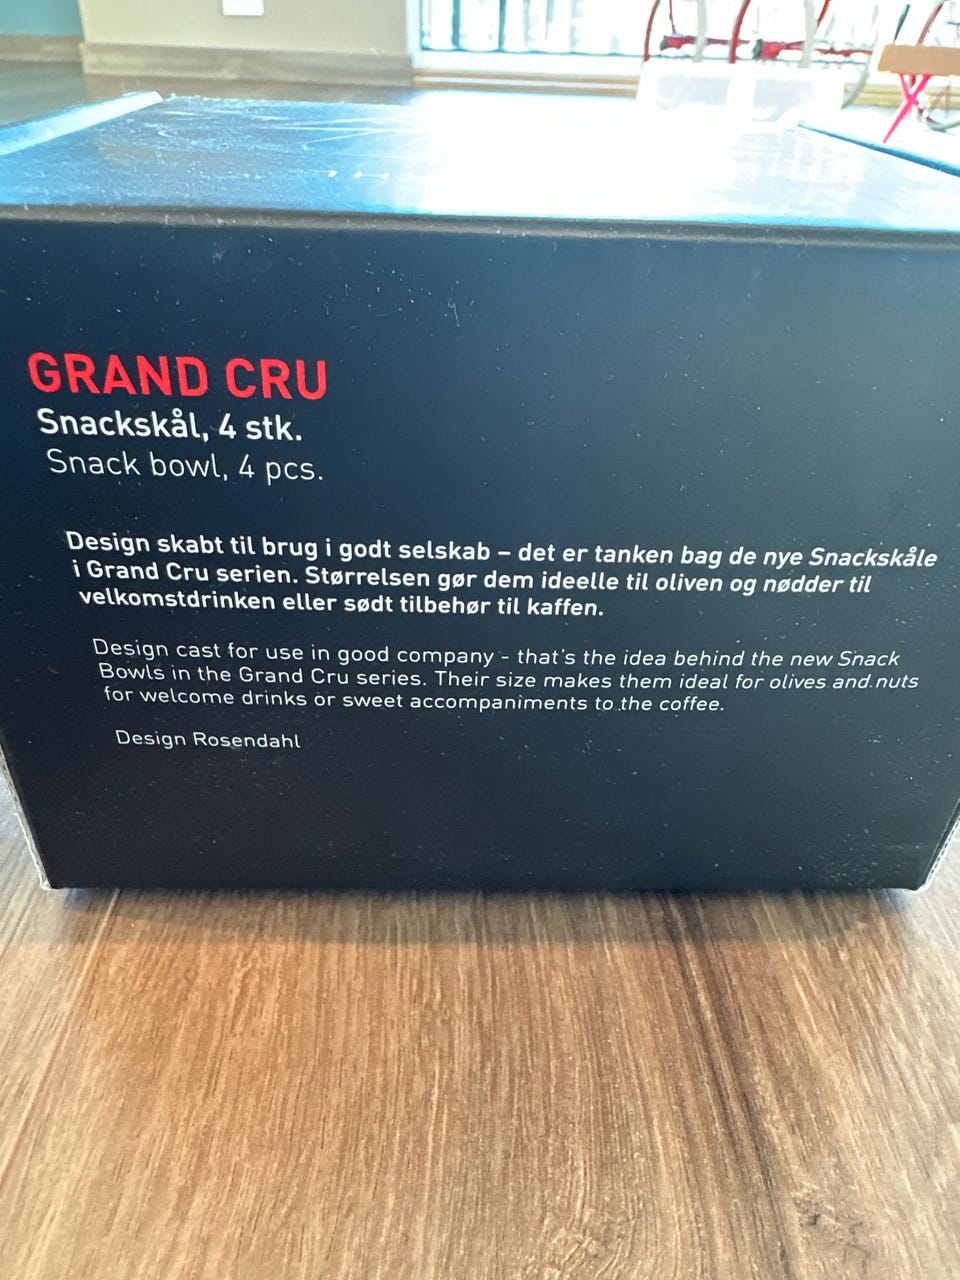 GRAND CRU
Snackskål, 4 stk.
Snack bowl, 4 pcs.
Design skabt til brug i godt selskab – det er tanken bag de nye Snackskåle
i Grand Cru serien. Størrelsen gør dem ideelle til oliven og nødder til
velkomstdrinken eller sødt tilbehør til kaffen.
Design cast for use in good company - that's the idea behind the new Snack
Bowls in the Grand Cru series. Their size makes them ideal for olives and nuts
for welcome drinks or sweet accompaniments to the coffee.
Design Rosendahl